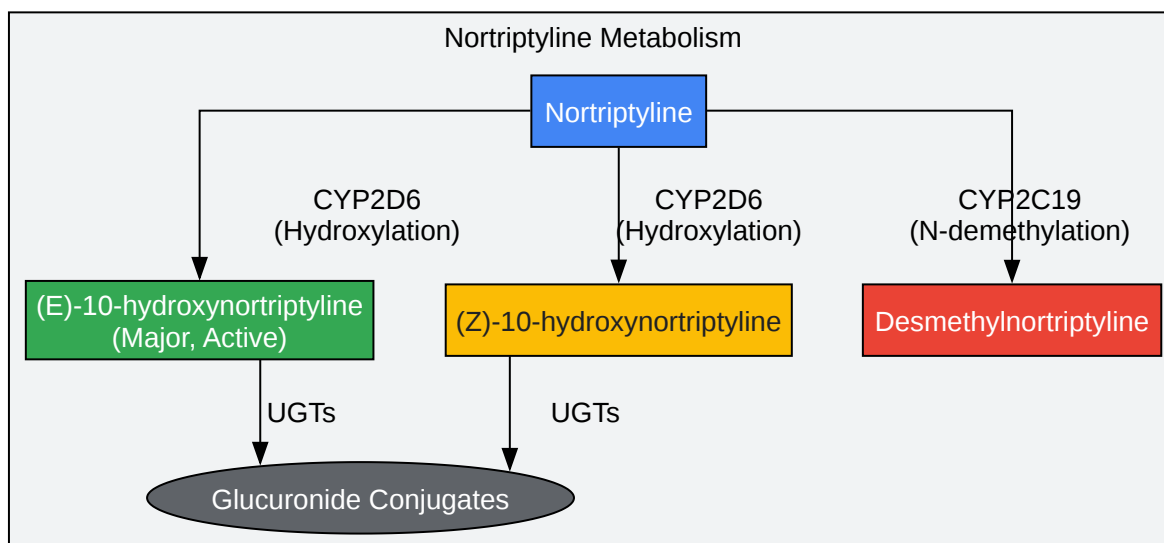 Nortriptyline Metabolism
Nortriptyline
CYP2D6
(Hydroxylation)
CYP2D6
(Hydroxylation)
CYP2C19
(N-demethylation)
(E)-10-hydroxynortriptyline
(Major, Active)
(Z)-10-hydroxynortriptyline
Desmethylnortriptyline
UGTs
UGTs
Glucuronide Conjugates